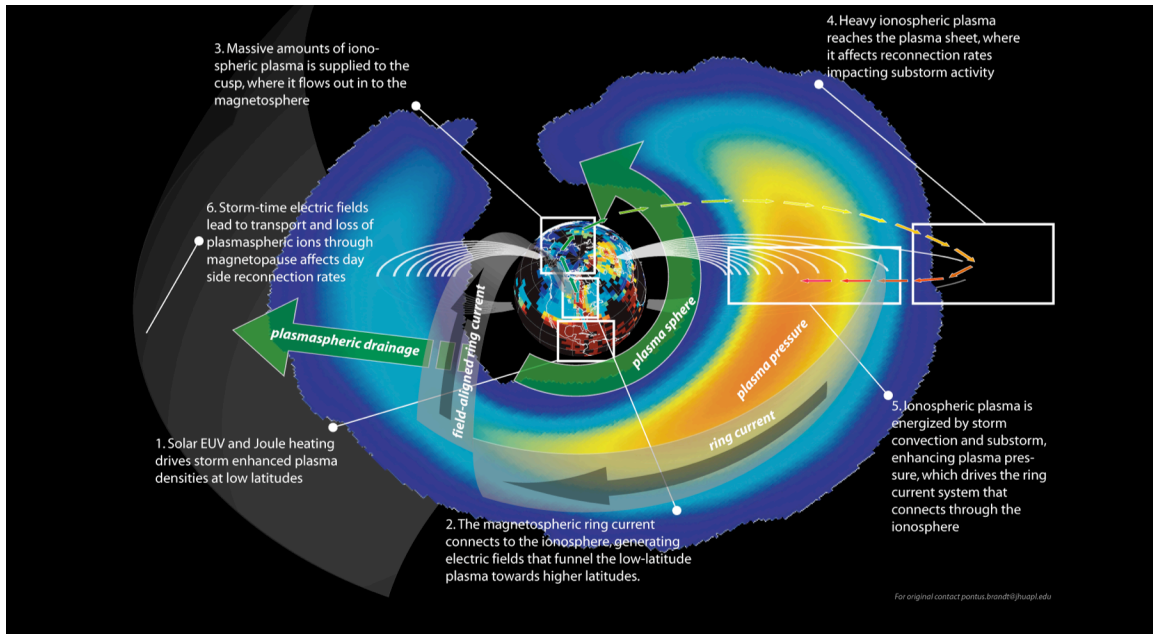 4. Heavy ionospheric plasma
reaches the plasma sheet, where
it affects reconnection rates
impacting substorm activity
3. Massive amounts of iono-
spheric plasma is supplied to the
cusp, where it flows out in to the
magnetosphere
6. Storm-time electric fields
lead to transport and loss of
plasmaspheric ions through
magnetopause affects day
side reconnection rates
plasmaspheric drainage
field-aligned ring current
plasma sphere
plasma pressure
ring current
1. Solar EUV and Joule heating
drives storm enhanced plasma
densities at low latitudes
5. Ionospheric plasma is
energized by storm
convection and substorm,
enhancing plasma pres-
sure, which drives the ring
current system that
connects through the
ionosphere
2. The magnetospheric ring current
connects to the ionosphere, generating
electric fields that funnel the low-latitude
plasma towards higher latitudes.
For original contact pontus.brandt@jhuapl.edu